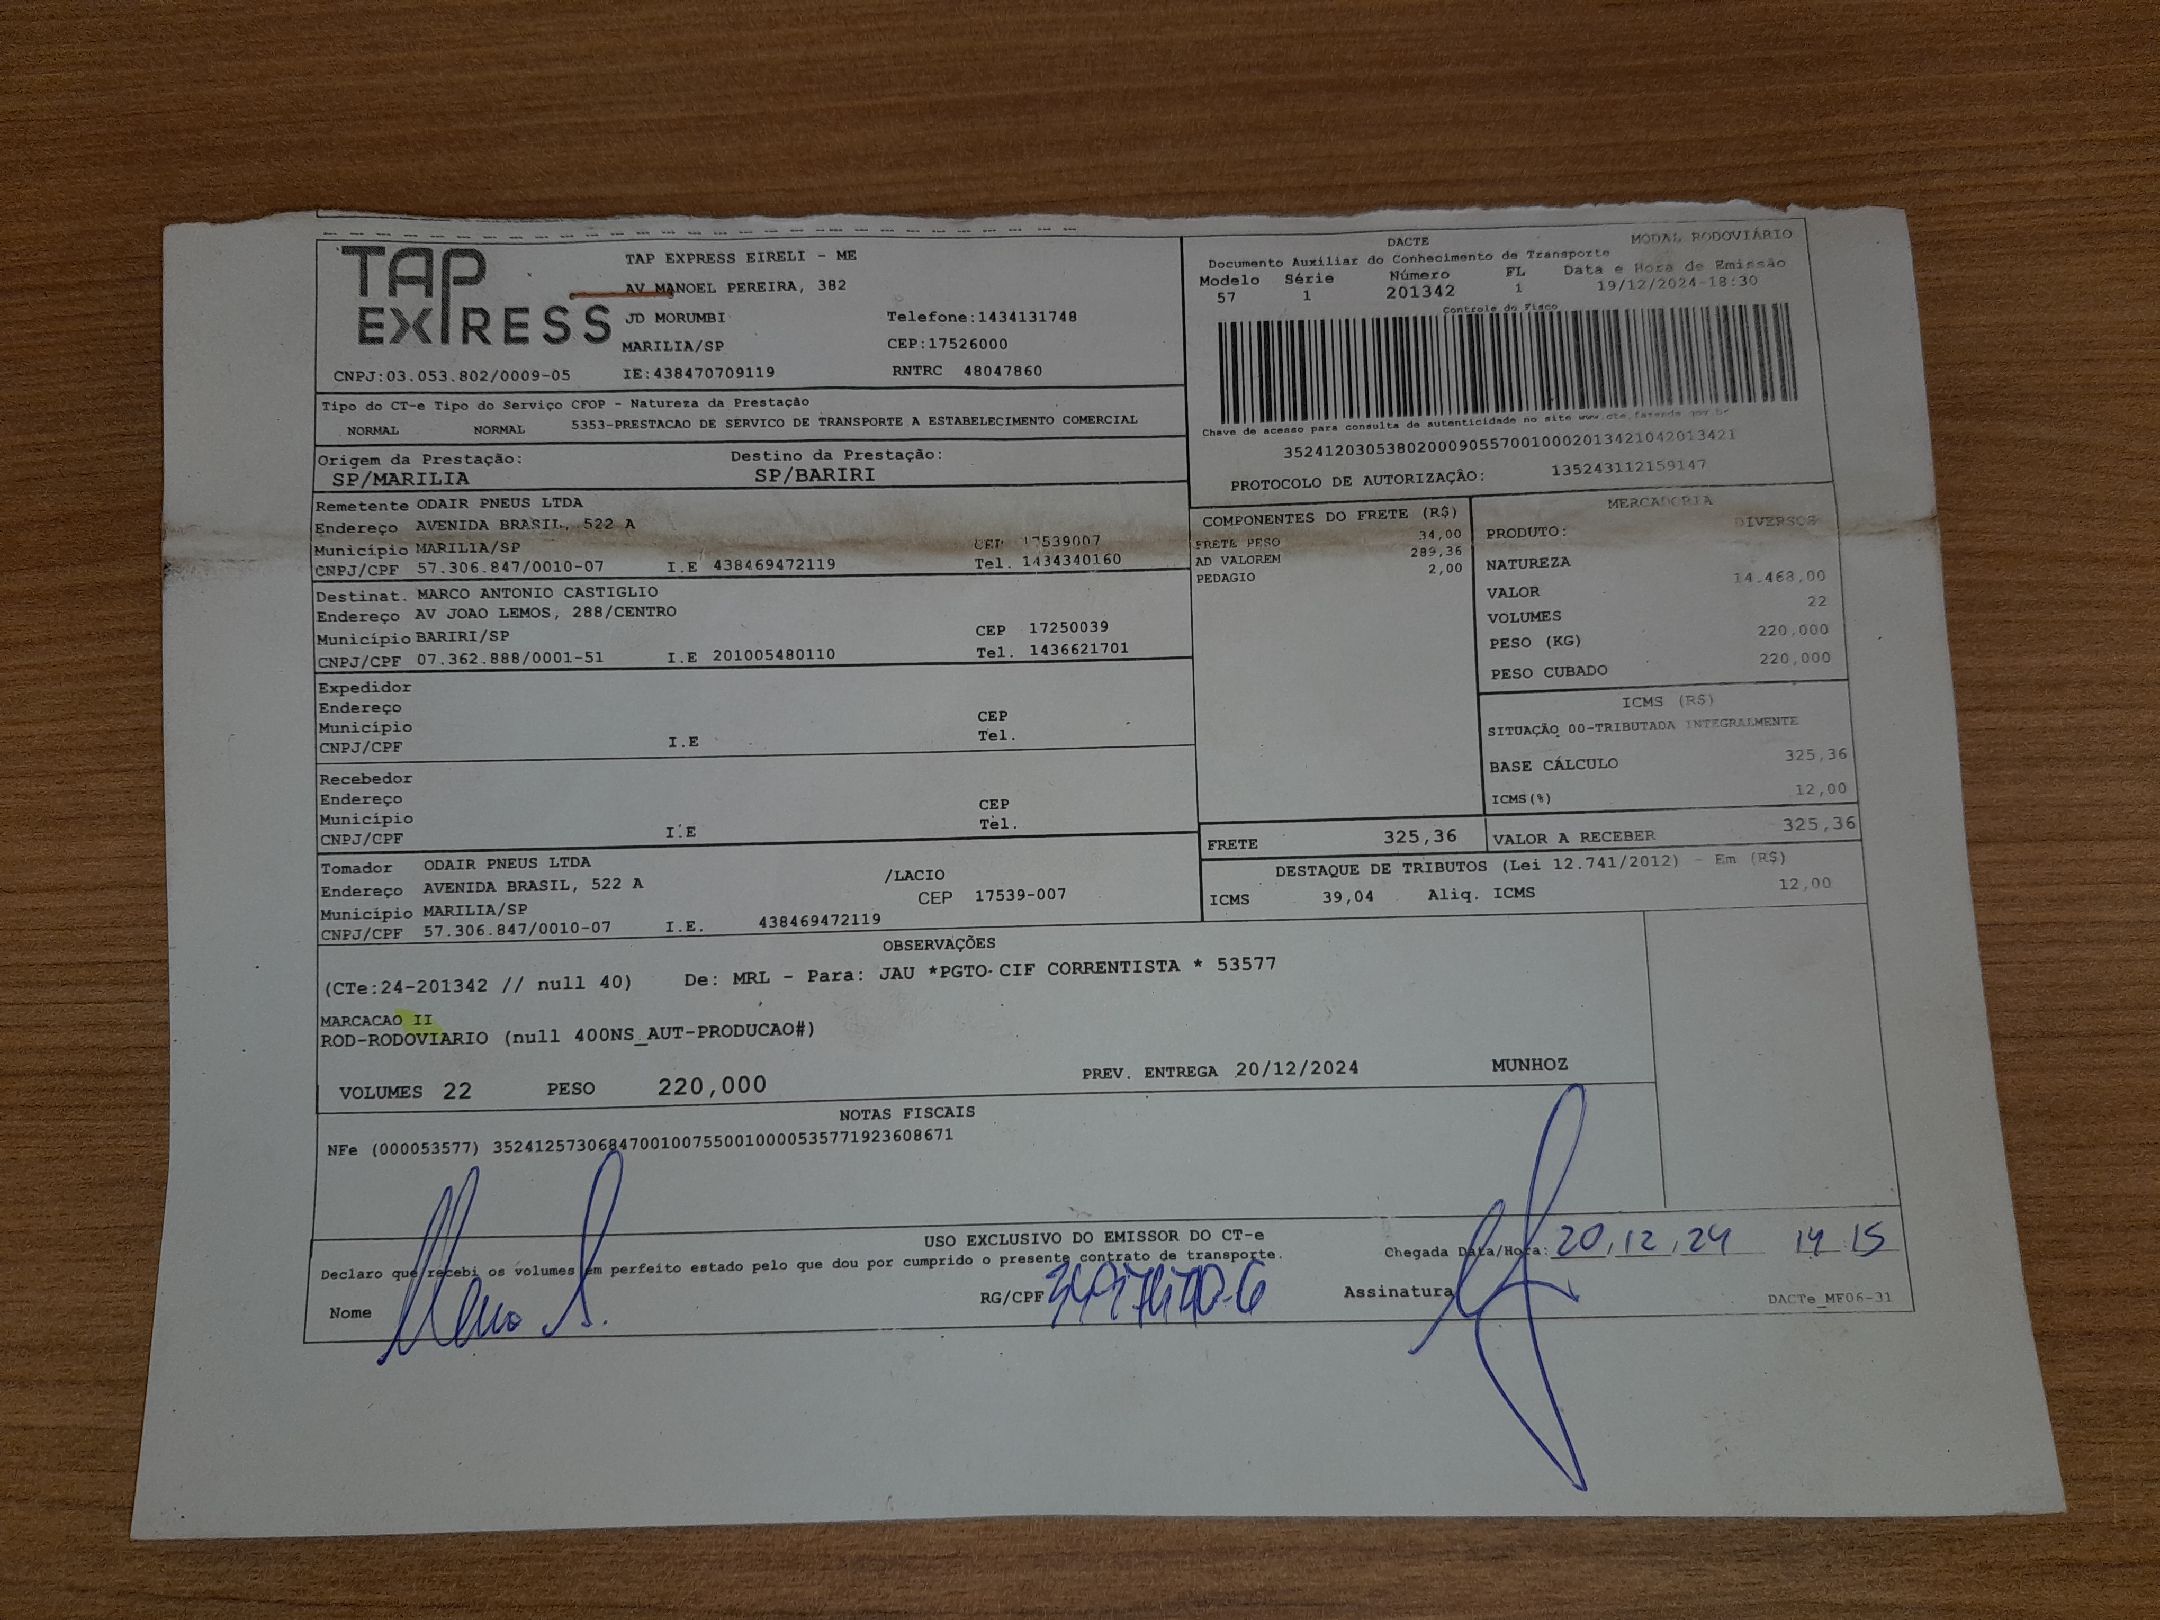 TAP EXPRESS
TAP EXPRESS EIRELI - ME
AV MANOEL PEREIRA, 382
JD MORUMBI Telefone:1434131748
MARILIA/SP CEP:17526000
CNPJ:03.053.802/0009-05 IE:438470709119 RNTRC 48047860
DACTE MODAL RODOVIÁRIO
Documento Auxiliar do Conhecimento de Transporte
Modelo Série Número FL Data e Hora de Emissão
57 1 201342 1 19/12/2024-18:30
Controle do Fisco
Chave de acesso para consulta de autenticidade no site www.cte.fazenda.gov.br
35241203053802000905570010002013421042013421
PROTOCOLO DE AUTORIZAÇÃO: 135243112159147
Tipo do CT-e Tipo do Serviço CFOP - Natureza da Prestação
NORMAL NORMAL 5353-PRESTACAO DE SERVICO DE TRANSPORTE A ESTABELECIMENTO COMERCIAL
Origem da Prestação: Destino da Prestação:
SP/MARILIA SP/BARIRI
Remetente ODAIR PNEUS LTDA
Endereço AVENIDA BRASIL, 522 A
Município MARILIA/SP CEP 17539007
CNPJ/CPF 57.306.847/0010-07 I.E 438469472119 Tel. 1434340160
Destinat. MARCO ANTONIO CASTIGLIO
Endereço AV JOAO LEMOS, 288/CENTRO
Município BARIRI/SP CEP 17250039
CNPJ/CPF 07.362.888/0001-51 I.E 201005480110 Tel. 1436621701
Expedidor
Endereço
Município CEP
CNPJ/CPF I.E Tel.
Recebedor
Endereço
Município CEP
CNPJ/CPF I.E Tel.
Tomador ODAIR PNEUS LTDA
Endereço AVENIDA BRASIL, 522 A /LACIO
Município MARILIA/SP CEP 17539-007
CNPJ/CPF 57.306.847/0010-07 I.E. 438469472119
COMPONENTES DO FRETE (R$)
FRETE PESO 34,00
AD VALOREM 289,36
PEDAGIO 2,00
MERCADORIA
PRODUTO: DIVERSOS
NATUREZA
VALOR 14.468,00
VOLUMES 22
PESO (KG) 220,000
PESO CUBADO 220,000
ICMS (R$)
SITUAÇÃO 00-TRIBUTADA INTEGRALMENTE
BASE CÁLCULO 325,36
ICMS(%) 12,00
FRETE 325,36 VALOR A RECEBER 325,36
DESTAQUE DE TRIBUTOS (Lei 12.741/2012) - Em (R$)
ICMS 39,04 Aliq. ICMS 12,00
OBSERVAÇÕES
(CTe:24-201342 // null 40) De: MRL - Para: JAU *PGTO CIF CORRENTISTA * 53577
MARCACAO II
ROD-RODOVIARIO (null 400NS_AUT-PRODUCAO#)
VOLUMES 22 PESO 220,000 PREV. ENTREGA 20/12/2024 MUNHOZ
NOTAS FISCAIS
NFe (000053577) 35241257306847001007550010000535771923608671
USO EXCLUSIVO DO EMISSOR DO CT-e
Declaro que recebi os volumes em perfeito estado pelo que dou por cumprido o presente contrato de transporte.
Chegada Data/Hora: 20,12,24 14 15
Nome RG/CPF Assinatura
DACTe_MF06-31